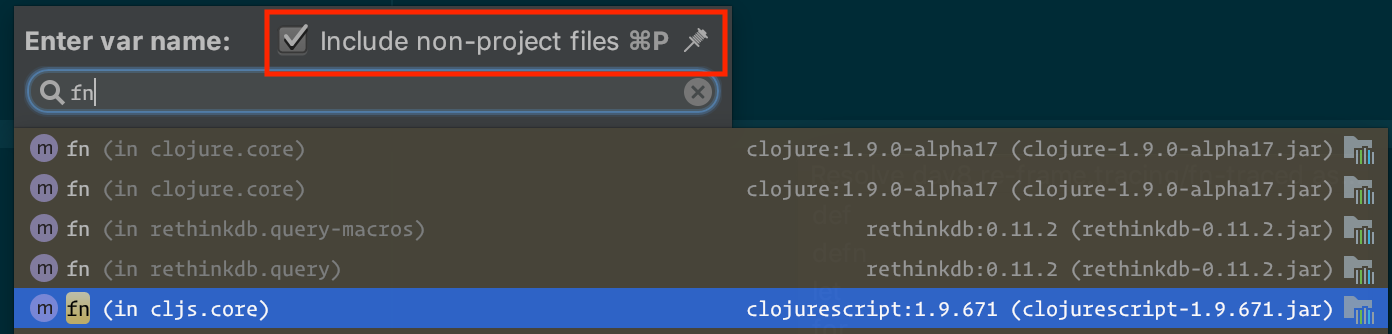 Enter var name: Include non-project files ⌘P
fn
m fn (in clojure.core) clojure:1.9.0-alpha17 (clojure-1.9.0-alpha17.jar)
m fn (in clojure.core) clojure:1.9.0-alpha17 (clojure-1.9.0-alpha17.jar)
m fn (in rethinkdb.query-macros) rethinkdb:0.11.2 (rethinkdb-0.11.2.jar)
m fn (in rethinkdb.query) rethinkdb:0.11.2 (rethinkdb-0.11.2.jar)
m fn (in cljs.core) clojurescript:1.9.671 (clojurescript-1.9.671.jar)